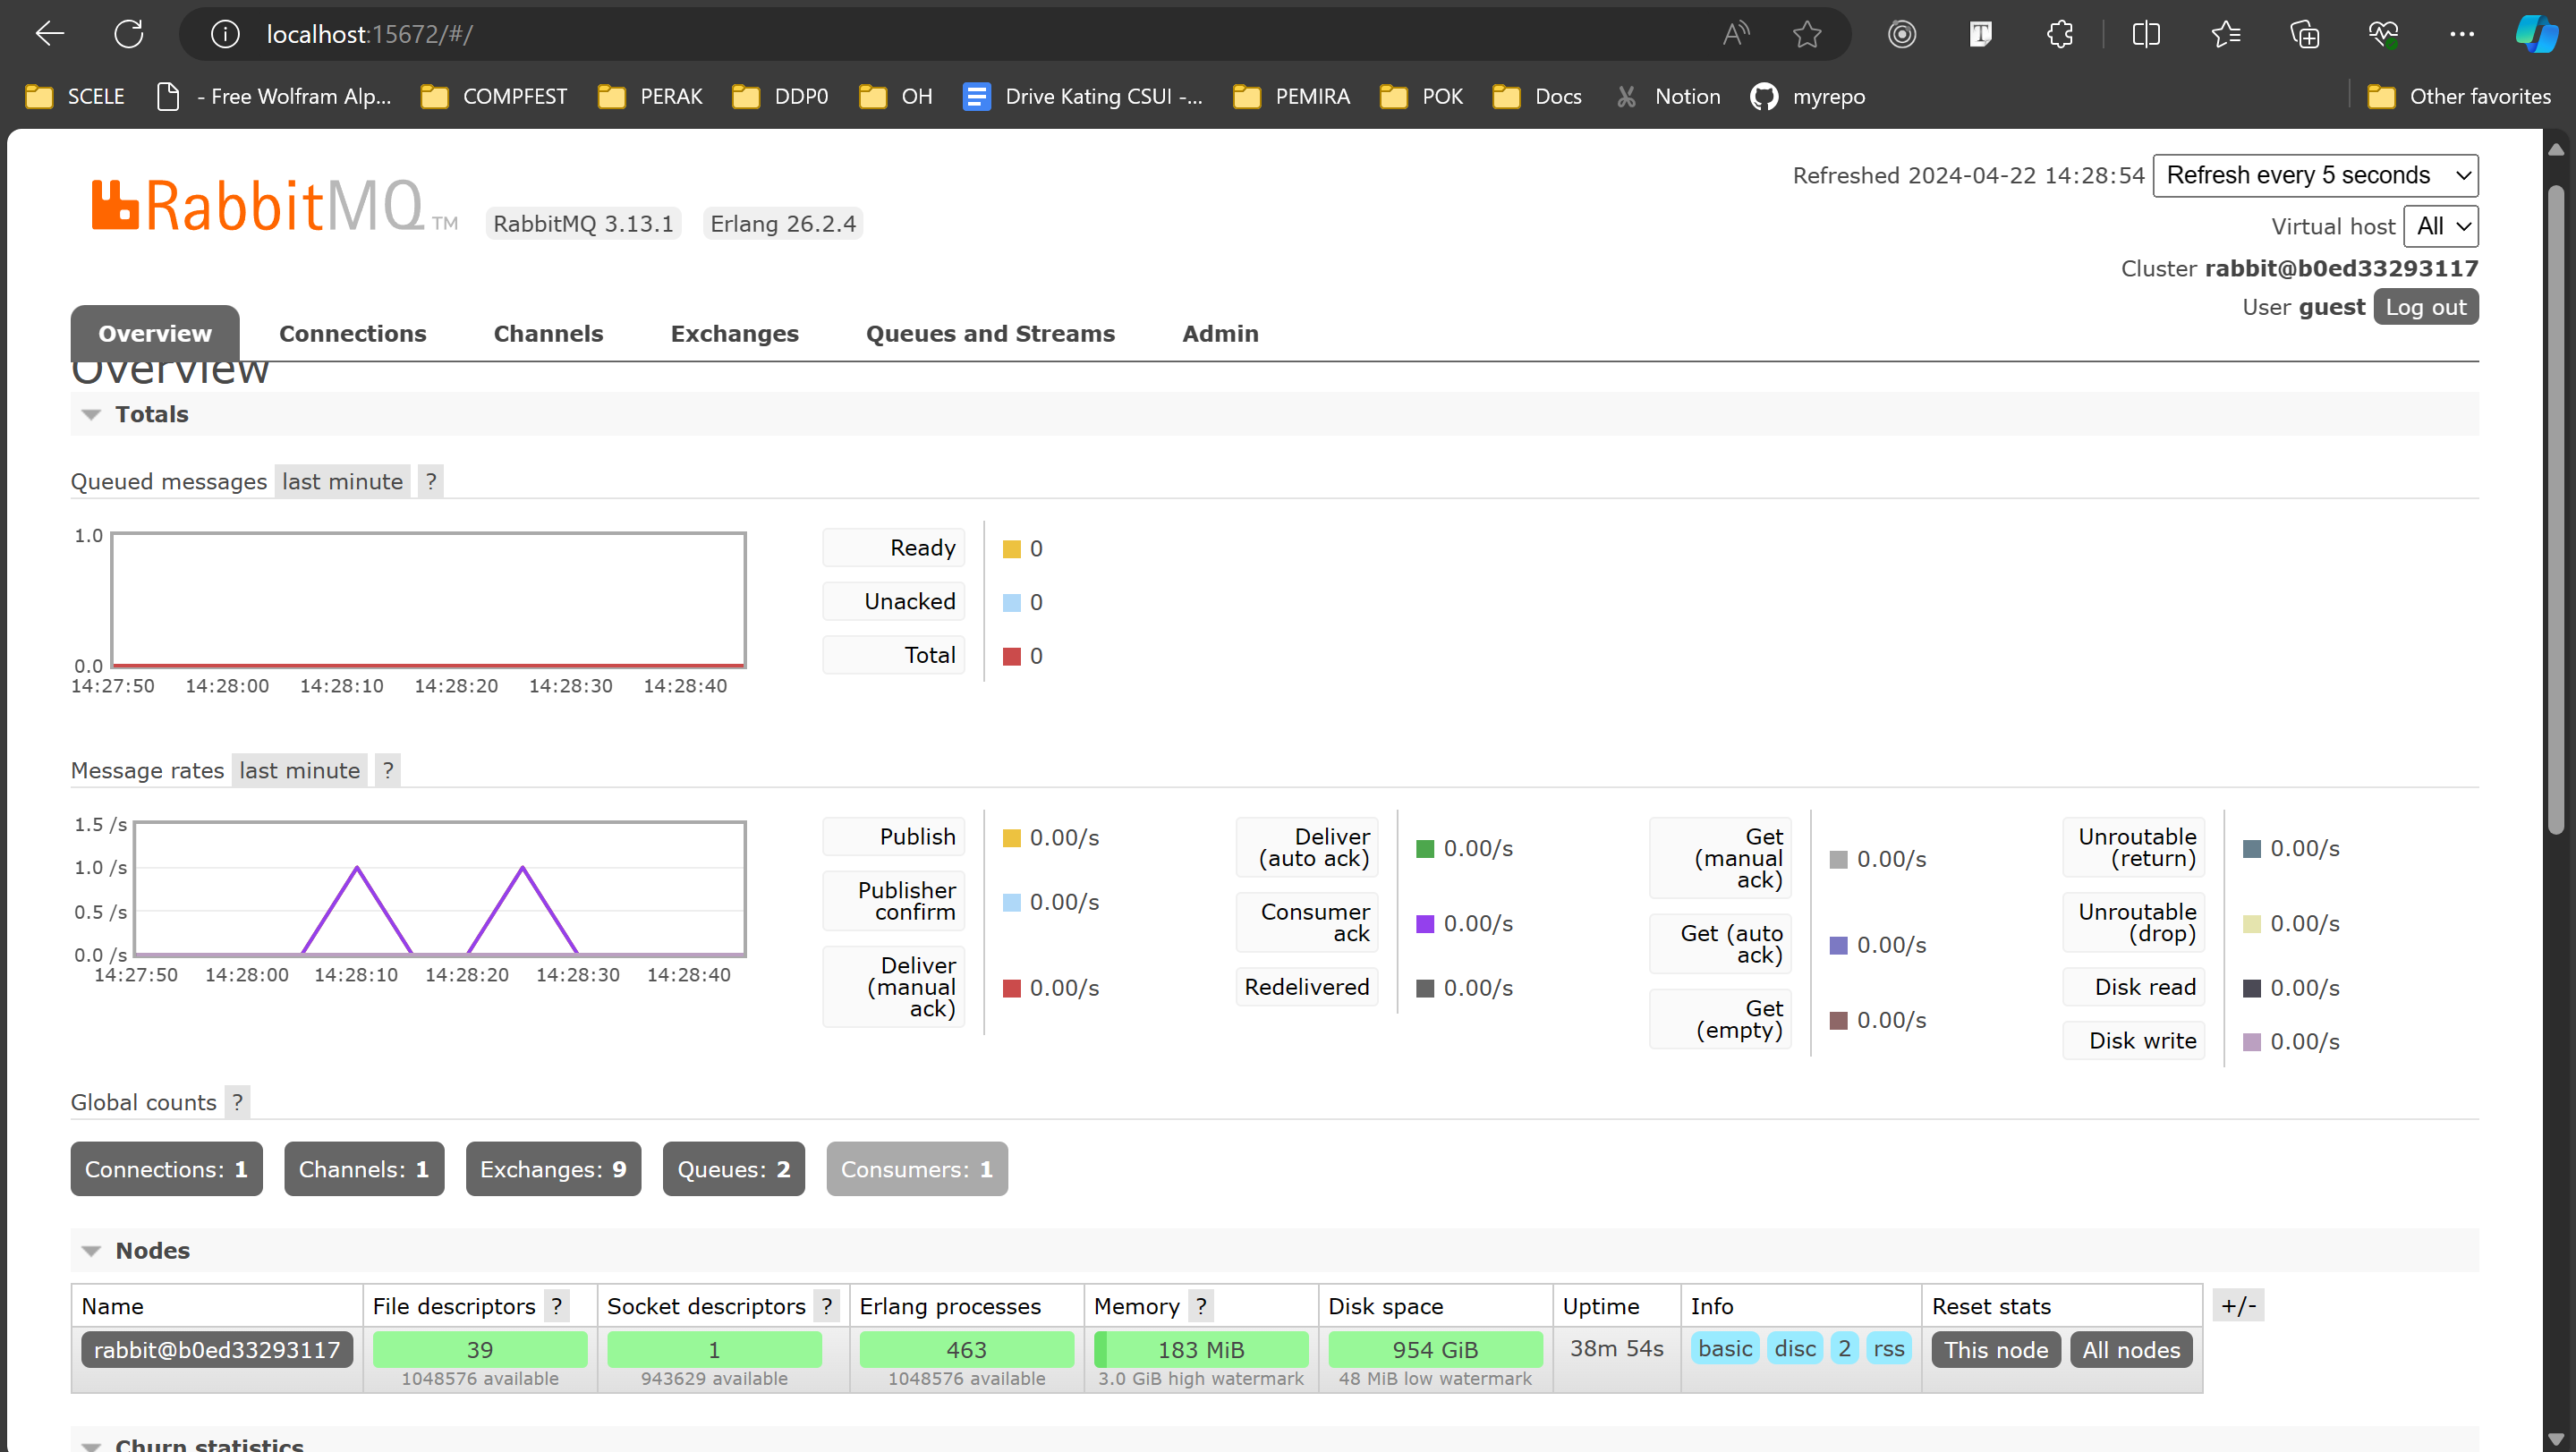 localhost:15672/#/
SCELE - Free Wolfram Alp... COMPFEST PERAK DDP0 OH Drive Kating CSUI -... PEMIRA POK Docs Notion myrepo Other favorites
RabbitMQ TM RabbitMQ 3.13.1 Erlang 26.2.4
Refreshed 2024-04-22 14:28:54 Refresh every 5 seconds
Virtual host All
Cluster rabbit@b0ed33293117
User guest Log out
Overview Connections Channels Exchanges Queues and Streams Admin
Overview
Totals
Queued messages last minute ?
1.0
0.0
14:27:50 14:28:00 14:28:10 14:28:20 14:28:30 14:28:40
Ready 0
Unacked 0
Total 0
Message rates last minute ?
1.5 /s
1.0 /s
0.5 /s
0.0 /s
14:27:50 14:28:00 14:28:10 14:28:20 14:28:30 14:28:40
Publish 0.00/s
Publisher
confirm 0.00/s
Deliver
(manual
ack) 0.00/s
Deliver
(auto ack) 0.00/s
Consumer
ack 0.00/s
Redelivered 0.00/s
Get
(manual
ack) 0.00/s
Get (auto
ack) 0.00/s
Get
(empty) 0.00/s
Unroutable
(return) 0.00/s
Unroutable
(drop) 0.00/s
Disk read 0.00/s
Disk write 0.00/s
Global counts ?
Connections: 1 Channels: 1 Exchanges: 9 Queues: 2 Consumers: 1
Nodes
Name File descriptors ? Socket descriptors ? Erlang processes Memory ? Disk space Uptime Info Reset stats +/-
rabbit@b0ed33293117 39 1 463 183 MiB 954 GiB 38m 54s basic disc 2 rss This node All nodes
1048576 available 943629 available 1048576 available 3.0 GiB high watermark 48 MiB low watermark
Churn statistics